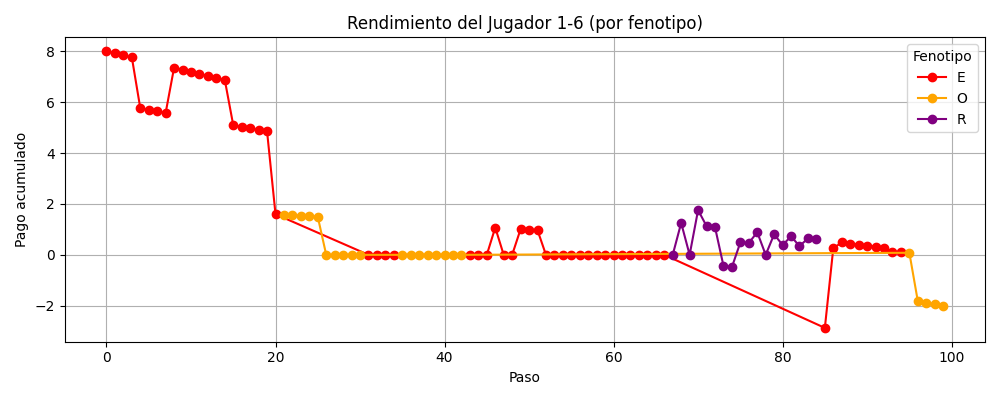 Rendimiento del Jugador 1-6 (por fenotipo)
Pago acumulado
8
6
4
2
0
−2
Fenotipo
E
O
R
0 20 40 60 80 100
Paso